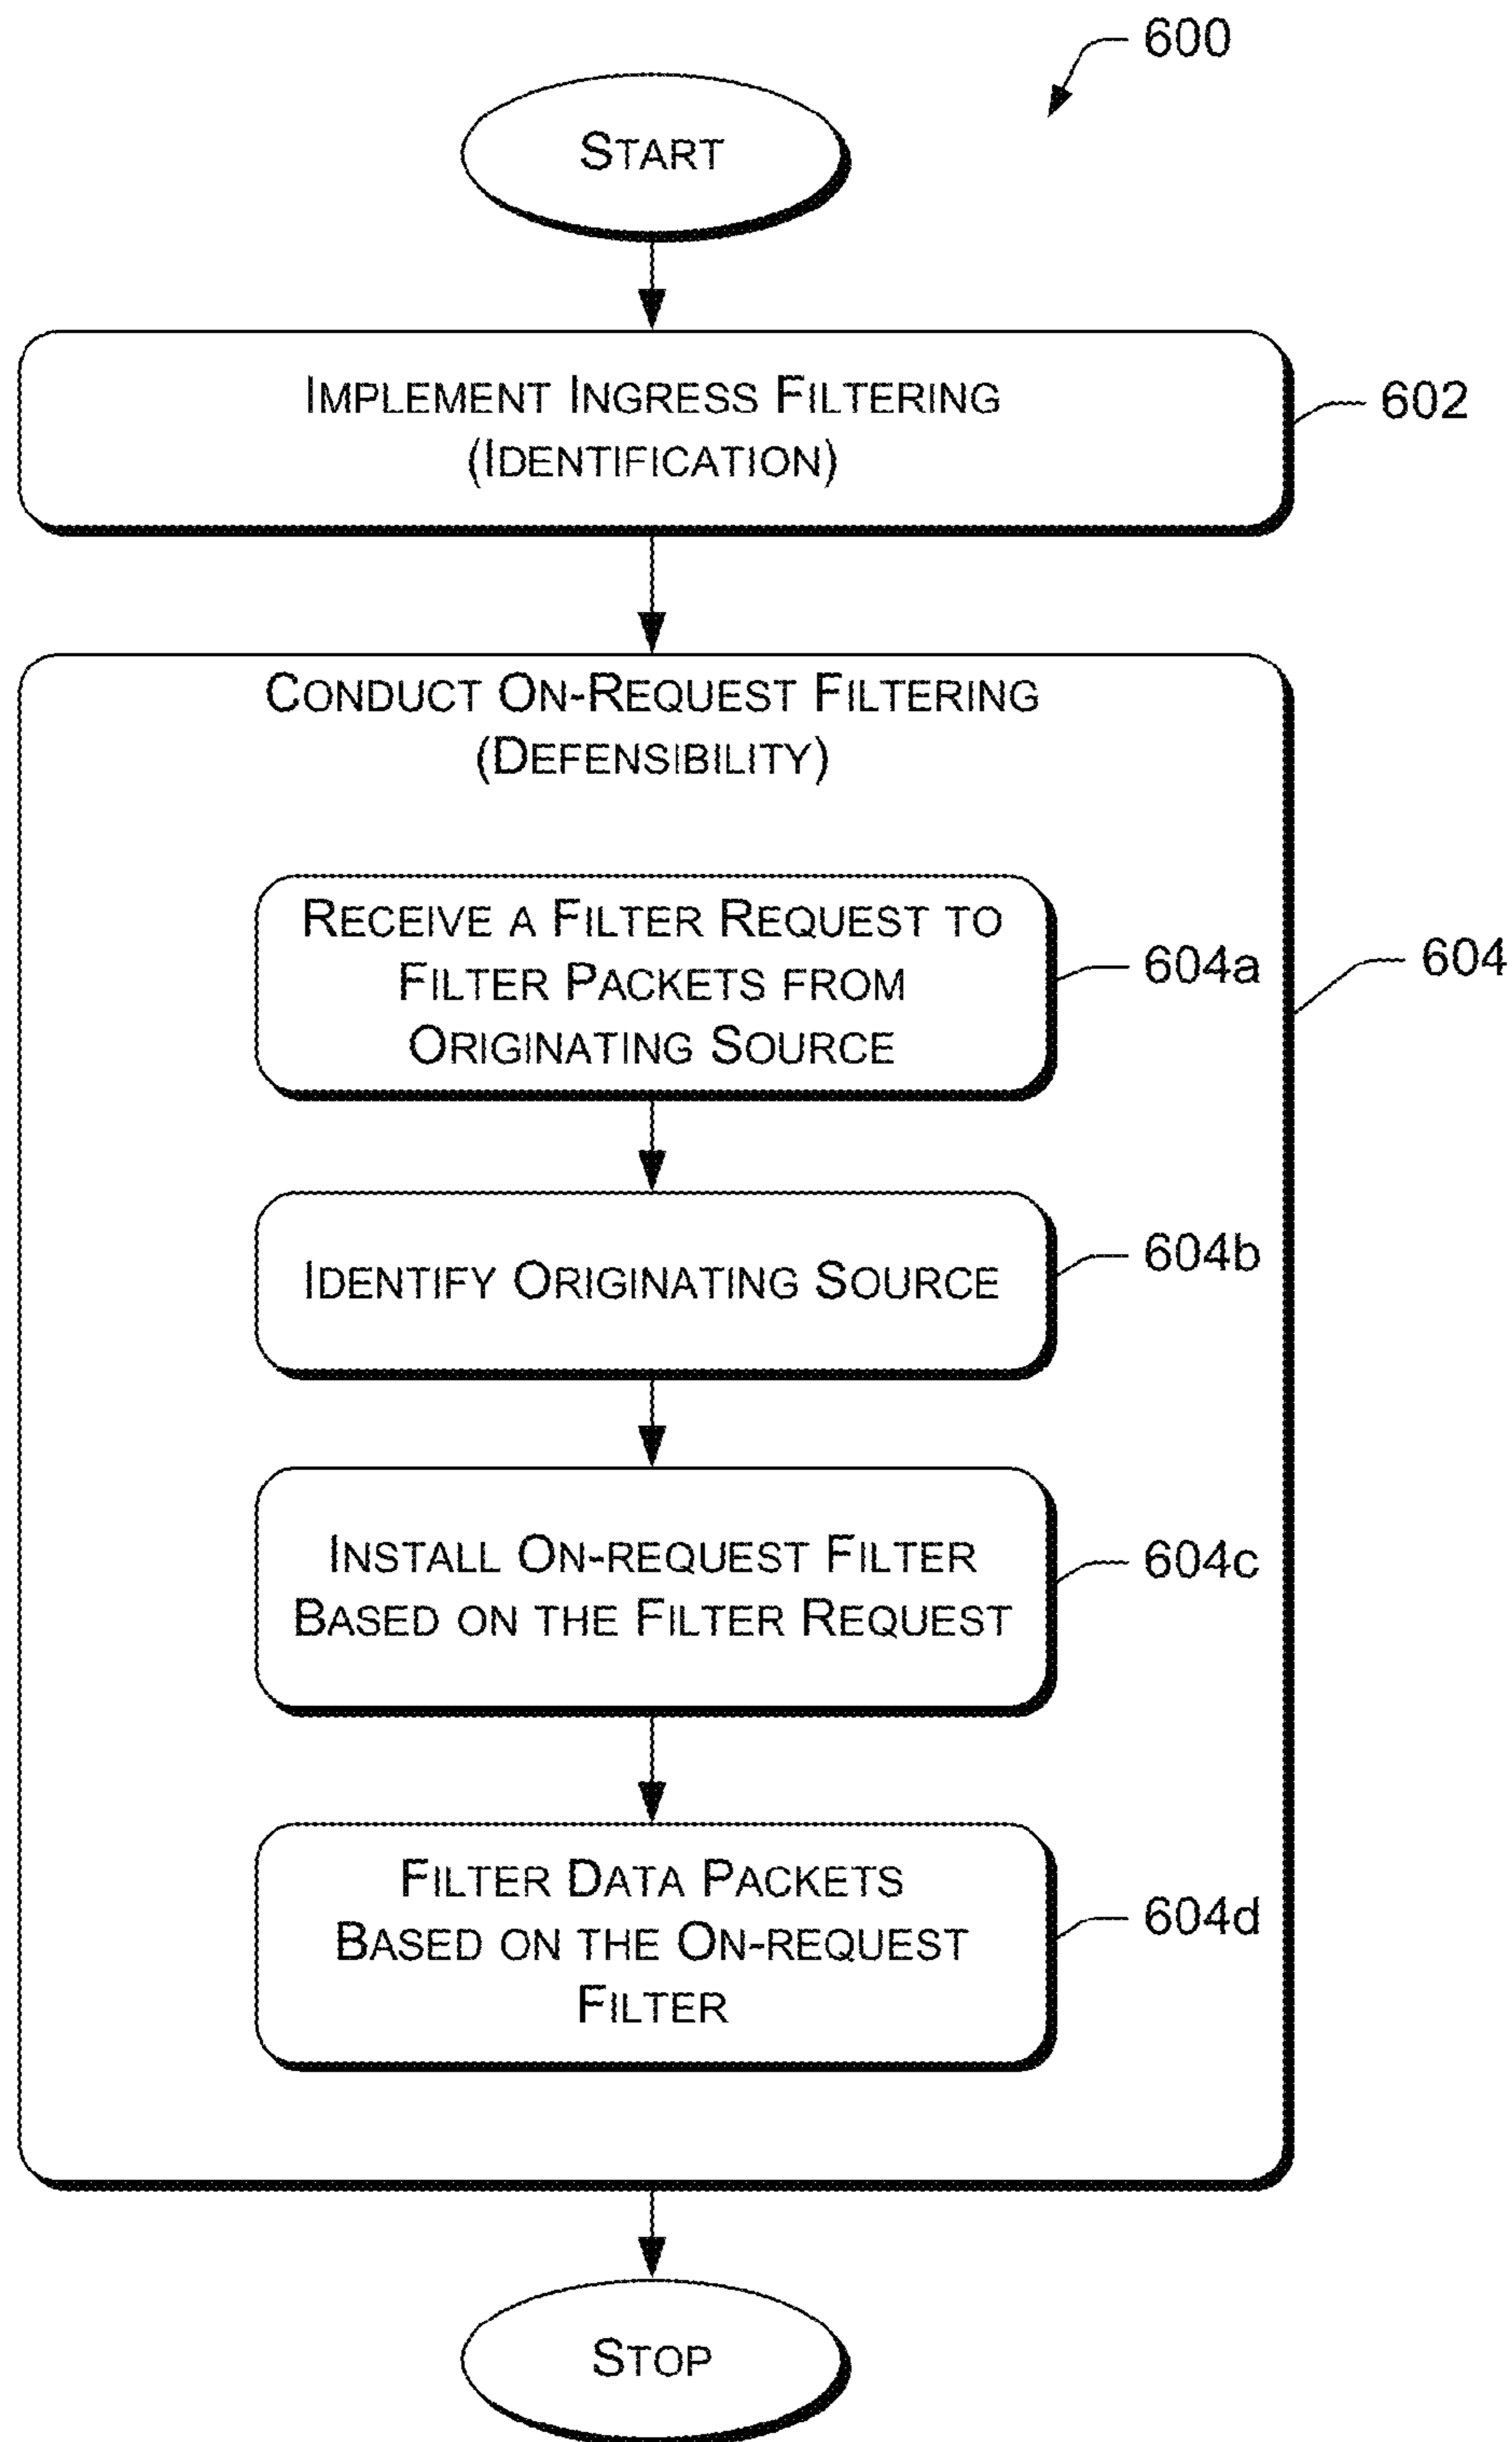 600
START
IMPLEMENT INGRESS FILTERING
(IDENTIFICATION)
602
CONDUCT ON-REQUEST FILTERING
(DEFENSIBILITY)
RECEIVE A FILTER REQUEST TO
FILTER PACKETS FROM
ORIGINATING SOURCE
604a
604
IDENTIFY ORIGINATING SOURCE
604b
INSTALL ON-REQUEST FILTER
BASED ON THE FILTER REQUEST
604c
FILTER DATA PACKETS
BASED ON THE ON-REQUEST
FILTER
604d
STOP